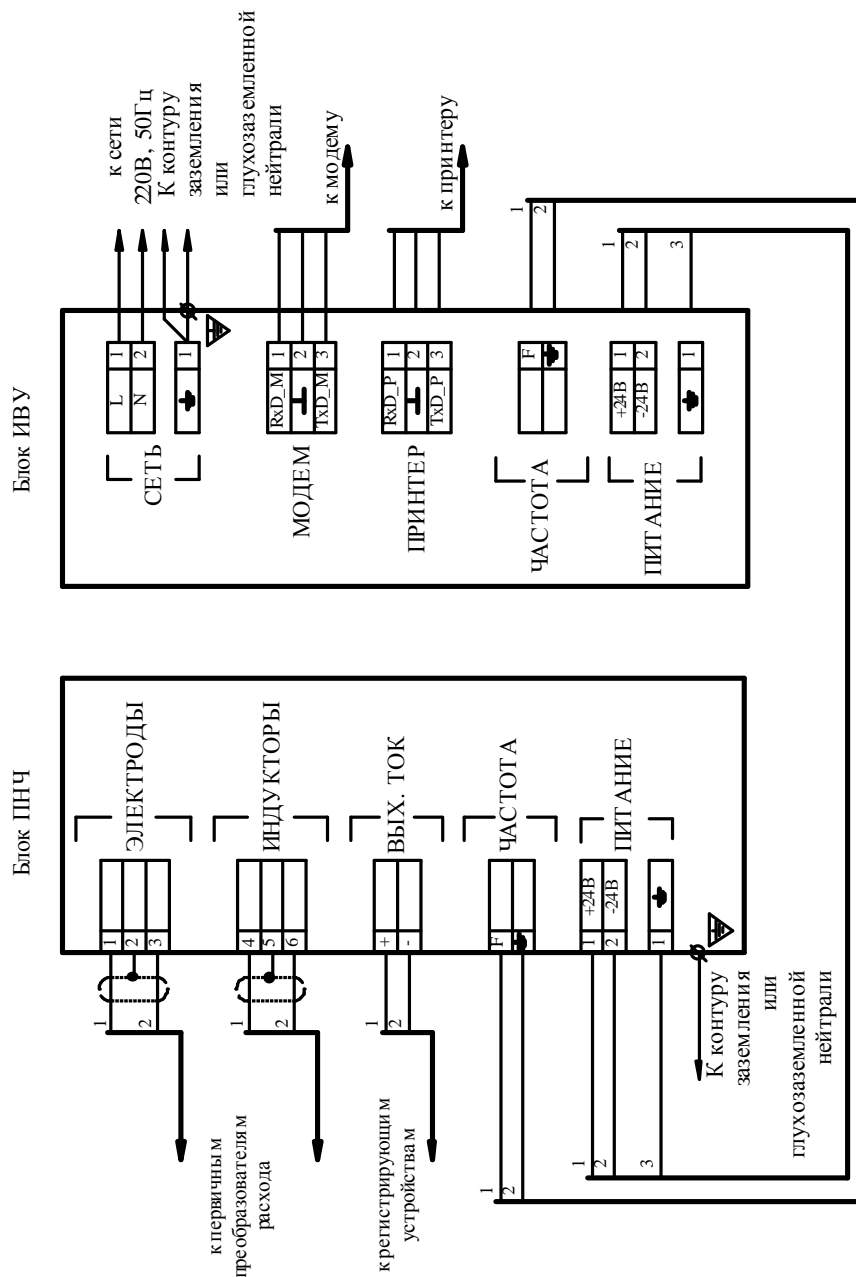 Блок ПНЧ
Блок ИВУ
ЭЛЕКТРОДЫ
1
2
3
1
2
ИНДУКТОРЫ
4
5
6
1
2
к первичным
преобразователям
расхода
ВЫХ. ТОК
+
-
1
2
к регистрирующим
устройствам
ЧАСТОТА
F
1
2
ПИТАНИЕ
1 +24В
2 -24В
1
1
2
3
К контуру
заземления
или
глухозаземленной
нейтрали
СЕТЬ
L 1
N 2
1
к сети
220В, 50Гц
К контуру
заземления
или
глухозаземленной
нейтрали
МОДЕМ
RxD_M 1
2
TxD_M 3
к модему
ПРИНТЕР
RxD_P 1
2
TxD_P 3
к принтеру
ЧАСТОТА
F
1
2
ПИТАНИЕ
+24В 1
-24В 2
1
1
2
3